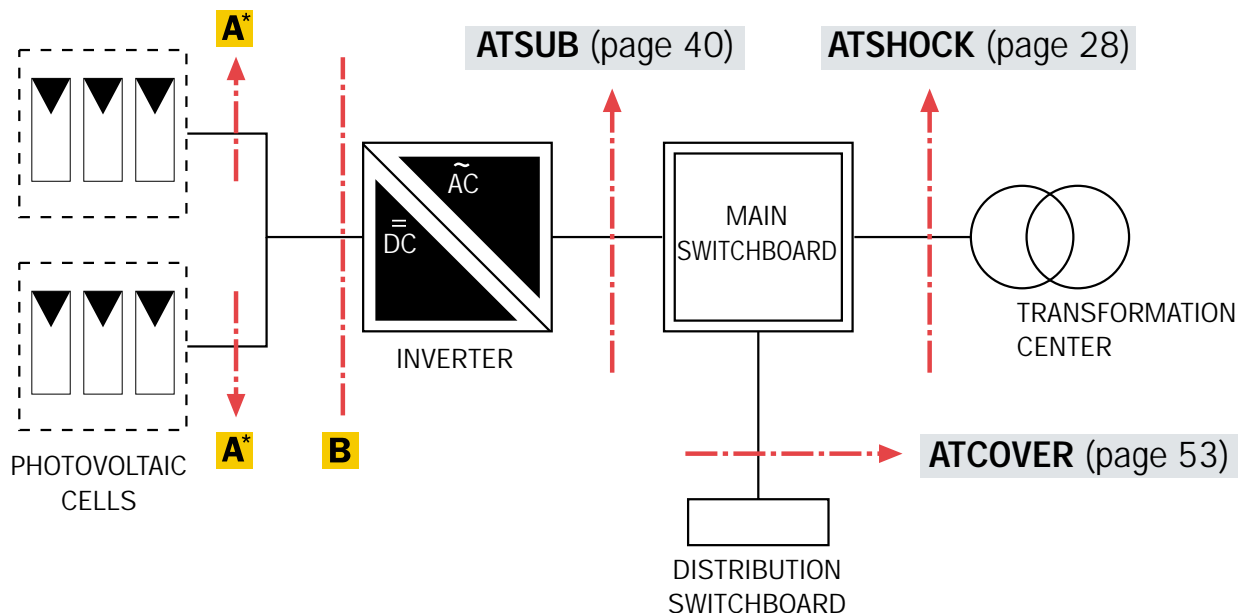 A*
ATSUB (page 40)
ATSHOCK (page 28)
~
AC
=
DC
MAIN
SWITCHBOARD
INVERTER
TRANSFORMATION
CENTER
A*
B
PHOTOVOLTAIC
CELLS
ATCOVER (page 53)
DISTRIBUTION
SWITCHBOARD